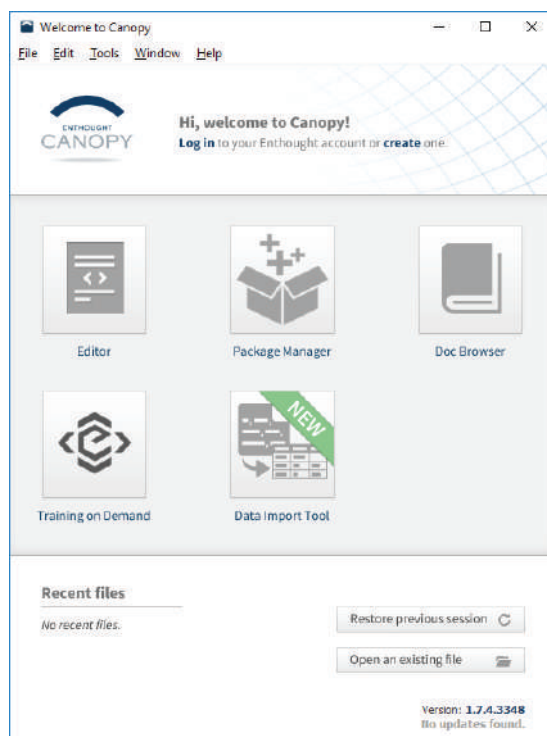 Welcome to Canopy
File Edit Tools Window Help
ENTHOUGHT
CANOPY
Hi, welcome to Canopy!
Log in to your Enthought account or create one.
Editor
Package Manager
Doc Browser
NEW
Training on Demand
Data Import Tool
Recent files
No recent files.
Restore previous session
Open an existing file
Version: 1.7.4.3348
No updates found.